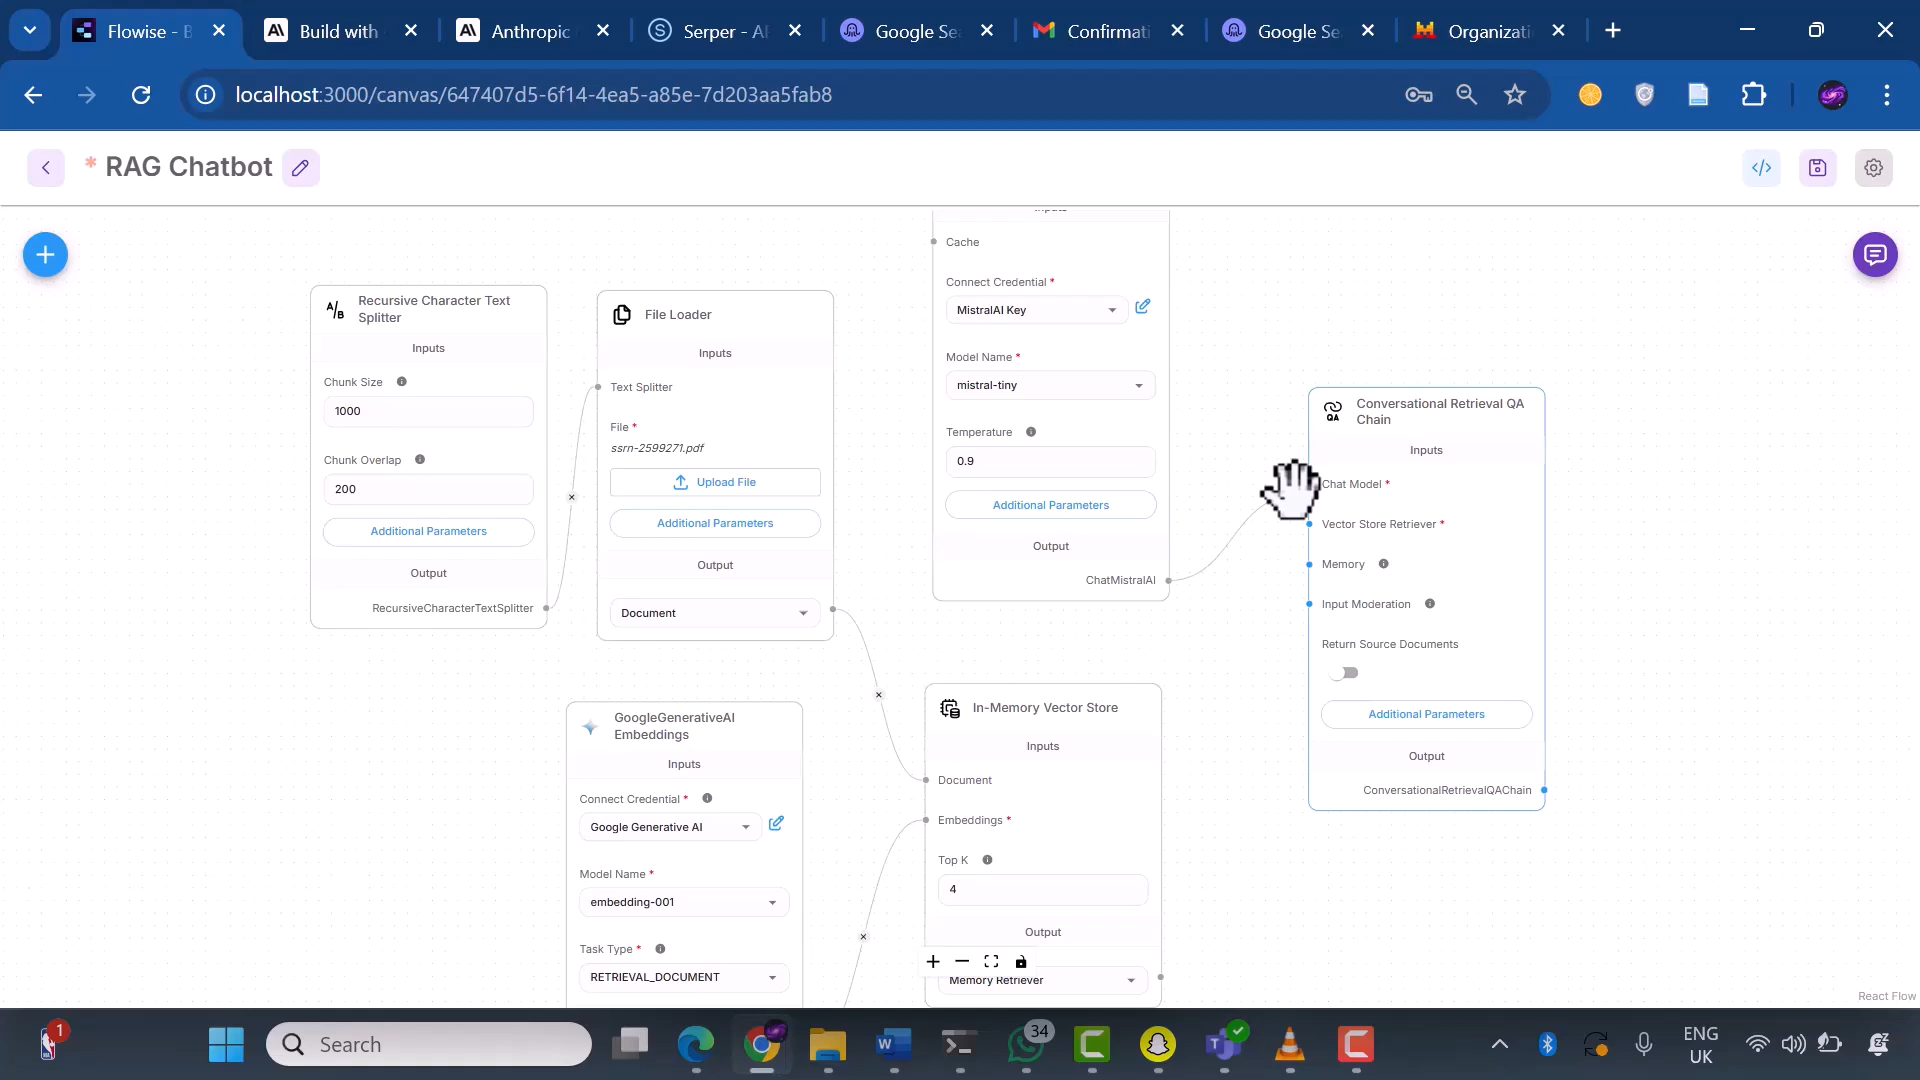 Flowise - B
Build with
Anthropic
Serper - AP
Google Sea
Confirmati
Google Sea
Organizati
localhost:3000/canvas/647407d5-6f14-4ea5-a85e-7d203aa5fab8
* RAG Chatbot
</>
Recursive Character Text
Splitter
Inputs
Chunk Size
1000
Chunk Overlap
200
Additional Parameters
Output
RecursiveCharacterTextSplitter
File Loader
Inputs
Text Splitter
File *
ssrn-2599271.pdf
Upload File
Additional Parameters
Output
Document
GoogleGenerativeAI
Embeddings
Inputs
Connect Credential *
Google Generative AI
Model Name *
embedding-001
Task Type *
RETRIEVAL_DOCUMENT
Inputs
Cache
Connect Credential *
MistralAI Key
Model Name *
mistral-tiny
Temperature
0.9
Additional Parameters
Output
ChatMistralAI
In-Memory Vector Store
Inputs
Document
Embeddings *
Top K
4
Output
Memory Retriever
QA
Conversational Retrieval QA
Chain
Inputs
Chat Model *
Vector Store Retriever *
Memory
Input Moderation
Return Source Documents
Additional Parameters
Output
ConversationalRetrievalQAChain
React Flow
1
Search
34
ENG
UK